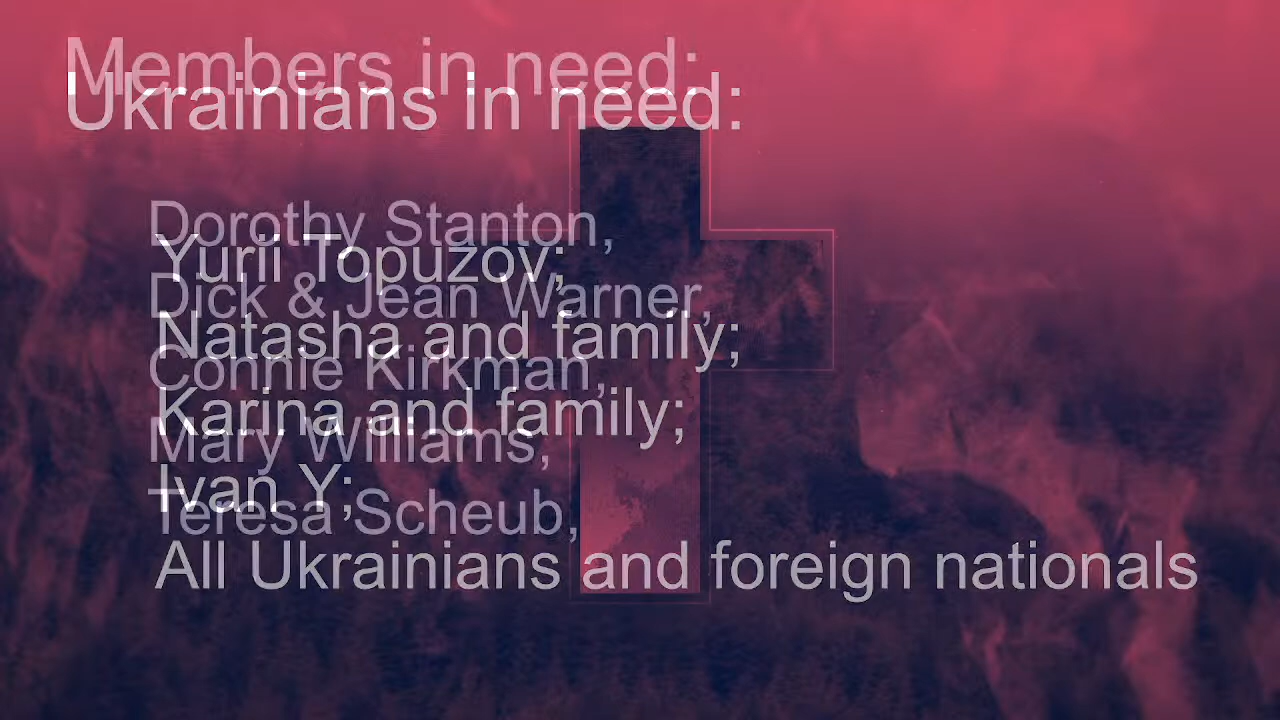 Members in need:
Ukrainians in need:
Dorothy Stanton,
Yurii Topuzov;
Dick & Jean Warner,
Natasha and family;
Connie Kirkman,
Karina and family;
Mary Williams,
Ivan Y;
Teresa Scheub,
All Ukrainians and foreign nationals